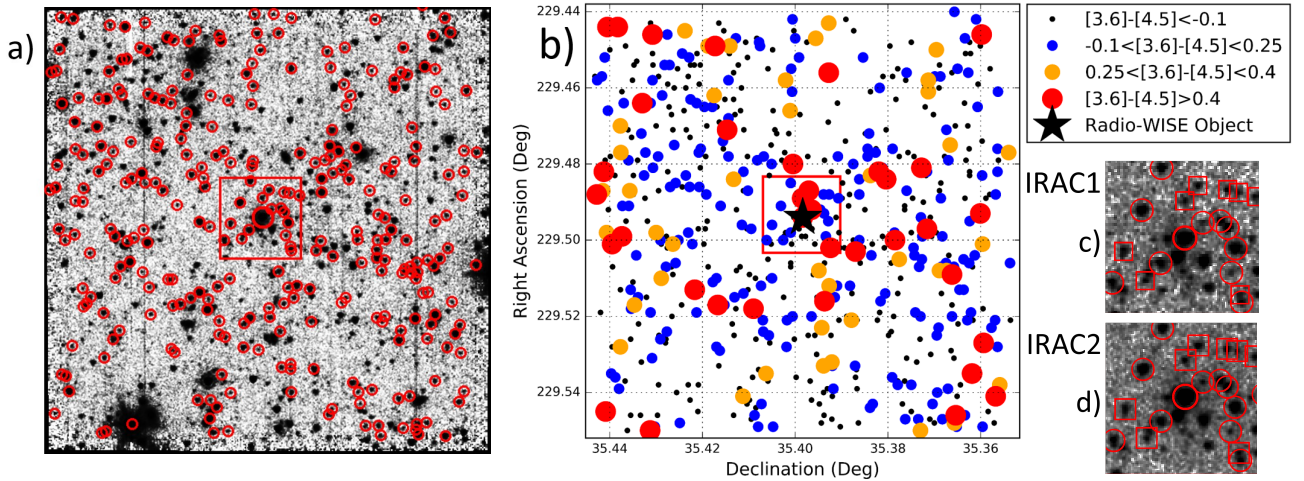 a)
b)
229.44
229.46
229.48
229.50
229.52
229.54
Right Ascension (Deg)
35.44
35.42
35.40
35.38
35.36
Declination (Deg)
[3.6]-[4.5]<-0.1
-0.1<[3.6]-[4.5]<0.25
0.25<[3.6]-[4.5]<0.4
[3.6]-[4.5]>0.4
Radio-WISE Object
IRAC1
c)
IRAC2
d)